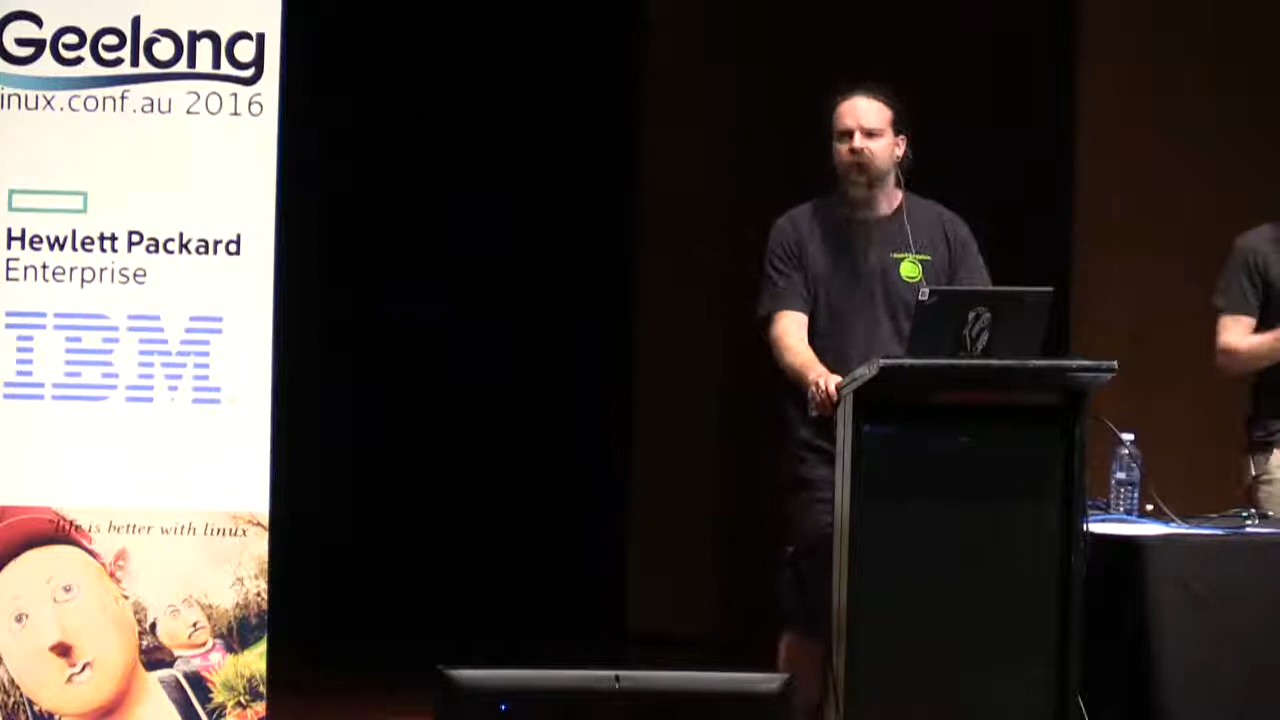 Geelong
inux.conf.au 2016
Hewlett Packard
Enterprise
IBM
"life is better with linux"